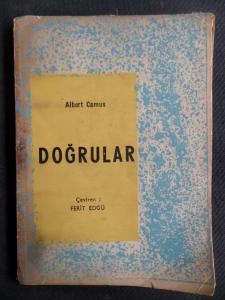 Albert Camus
DOĞRULAR
Çeviren :
FERİT EDGÜ